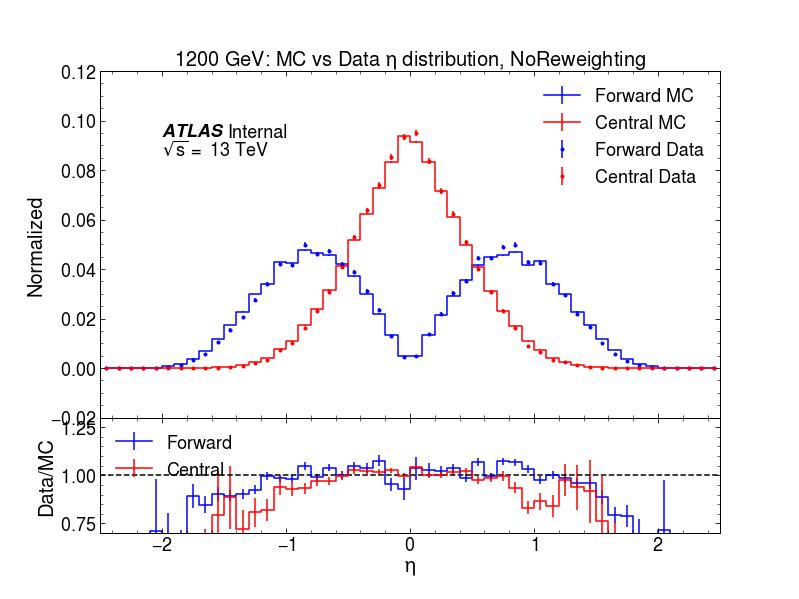 1200 GeV: MC vs Data η distribution, NoReweighting
0.12
0.10
0.08
0.06
0.04
0.02
0.00
−0.02
Normalized
ATLAS Internal
√s = 13 TeV
Forward MC
Central MC
Forward Data
Central Data
1.25
1.00
0.75
Data/MC
Forward
Central
−2 −1 0 1 2
η